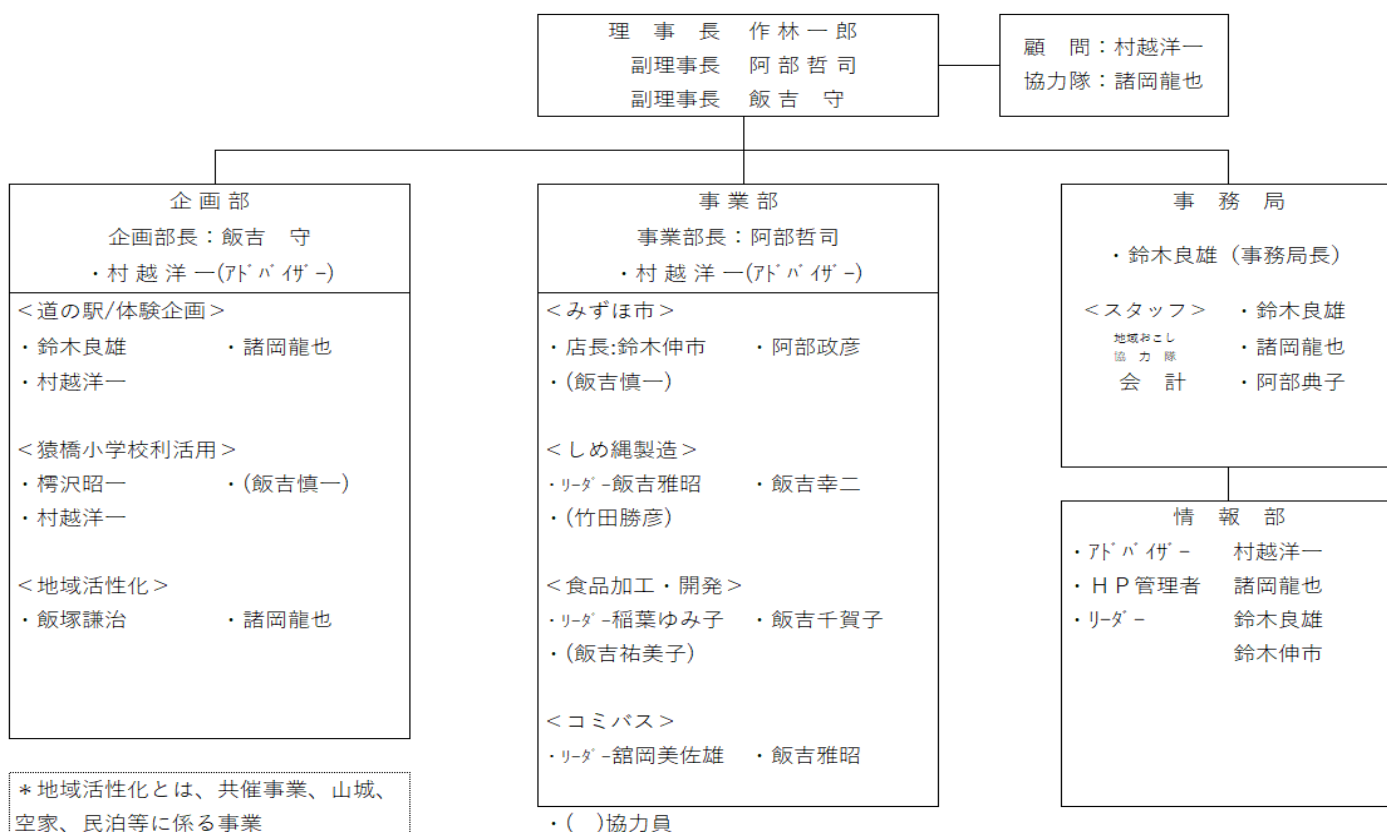 理　事　長　作林一郎
副理事長　阿部哲司
副理事長　飯吉　守
顧　問：村越洋一
協力隊：諸岡龍也
企画部
企画部長：飯吉　守
・村越洋一(ｱﾄﾞﾊﾞｲｻﾞｰ)
＜道の駅/体験企画＞
・鈴木良雄　・諸岡龍也
・村越洋一
＜猿橋小学校利活用＞
・樗沢昭一　・(飯吉慎一)
・村越洋一
＜地域活性化＞
・飯塚謙治　・諸岡龍也
＊地域活性化とは、共催事業、山城、
空家、民泊等に係る事業
事業部
事業部長：阿部哲司
・村越洋一(ｱﾄﾞﾊﾞｲｻﾞｰ)
＜みずほ市＞
・店長:鈴木伸市　・阿部政彦
・(飯吉慎一)
＜しめ縄製造＞
・ﾘｰﾀﾞｰ飯吉雅昭　・飯吉幸二
・(竹田勝彦)
＜食品加工・開発＞
・ﾘｰﾀﾞｰ稲葉ゆみ子　・飯吉千賀子
・(飯吉祐美子)
＜コミバス＞
・ﾘｰﾀﾞｰ舘岡美佐雄　・飯吉雅昭
・(　)協力員
事　務　局
・鈴木良雄（事務局長）
＜スタッフ＞　・鈴木良雄
地域おこし
協力隊　・諸岡龍也
会　計　・阿部典子
情　報　部
・ｱﾄﾞﾊﾞｲｻﾞｰ　村越洋一
・ＨＰ管理者　諸岡龍也
・ﾘｰﾀﾞｰ　鈴木良雄
鈴木伸市